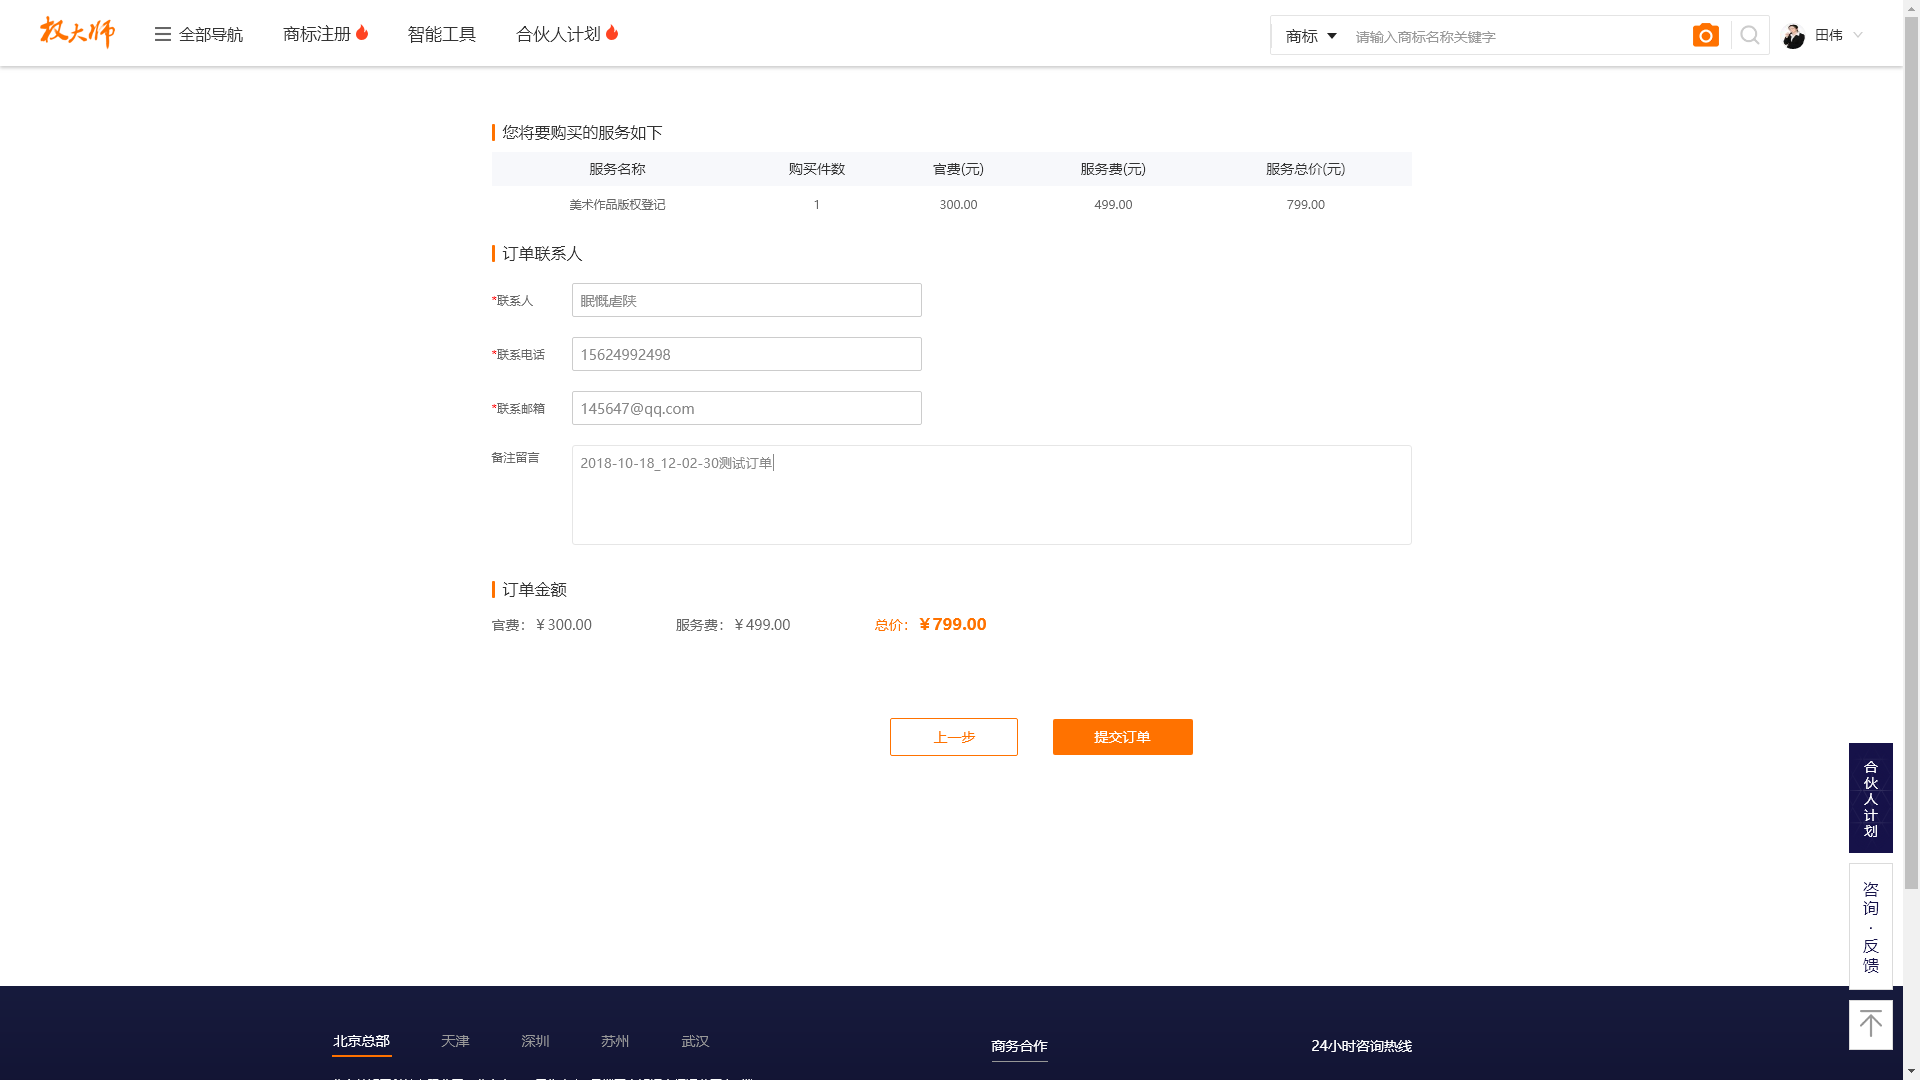 权大师
全部导航
商标注册
智能工具
合伙人计划
商标
请输入商标名称关键字
田伟
您将要购买的服务如下
服务名称 购买件数 官费(元) 服务费(元) 服务总价(元)
美术作品版权登记 1 300.00 499.00 799.00
订单联系人
*联系人 眠慨虐陕
*联系电话 15624992498
*联系邮箱 145647@qq.com
备注留言 2018-10-18_12-02-30测试订单
订单金额
官费：￥300.00 服务费：￥499.00 总价：￥799.00
上一步 提交订单
合伙人计划
咨询·反馈
北京总部 天津 深圳 苏州 武汉
商务合作
24小时咨询热线